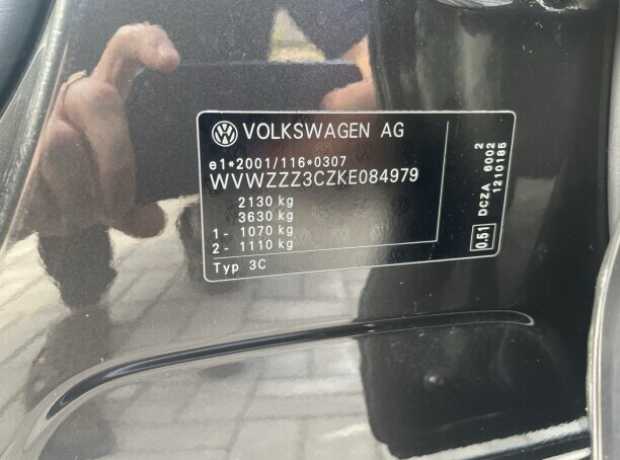 VOLKSWAGEN AG
e1*2001/116*0307
WVWZZZ3CZKE084979
2130 kg
3630 kg
1- 1070 kg
2- 1110 kg
Typ 3C
0.51 DCZA 6002 2
1210185